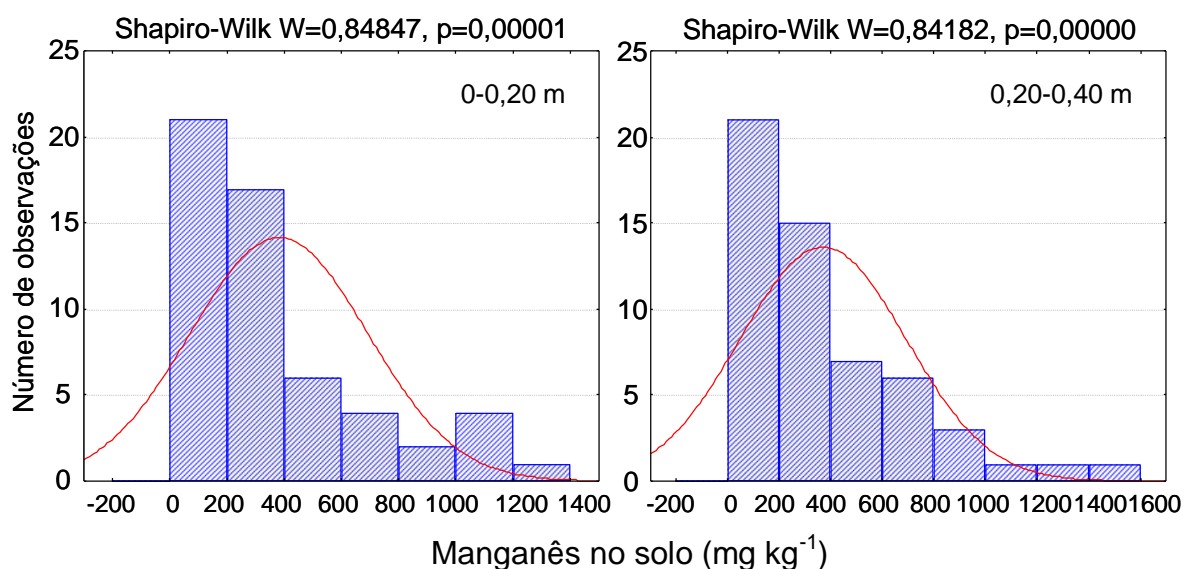 Shapiro-Wilk W=0,84847, p=0,00001
Shapiro-Wilk W=0,84182, p=0,00000
0-0,20 m
0,20-0,40 m
Número de observações
25
20
15
10
5
0
25
20
15
10
5
0
-200 0 200 400 600 800 1000 1200 1400
-200 0 200 400 600 800 1000 1200 1400 1600
Manganês no solo (mg kg⁻¹)